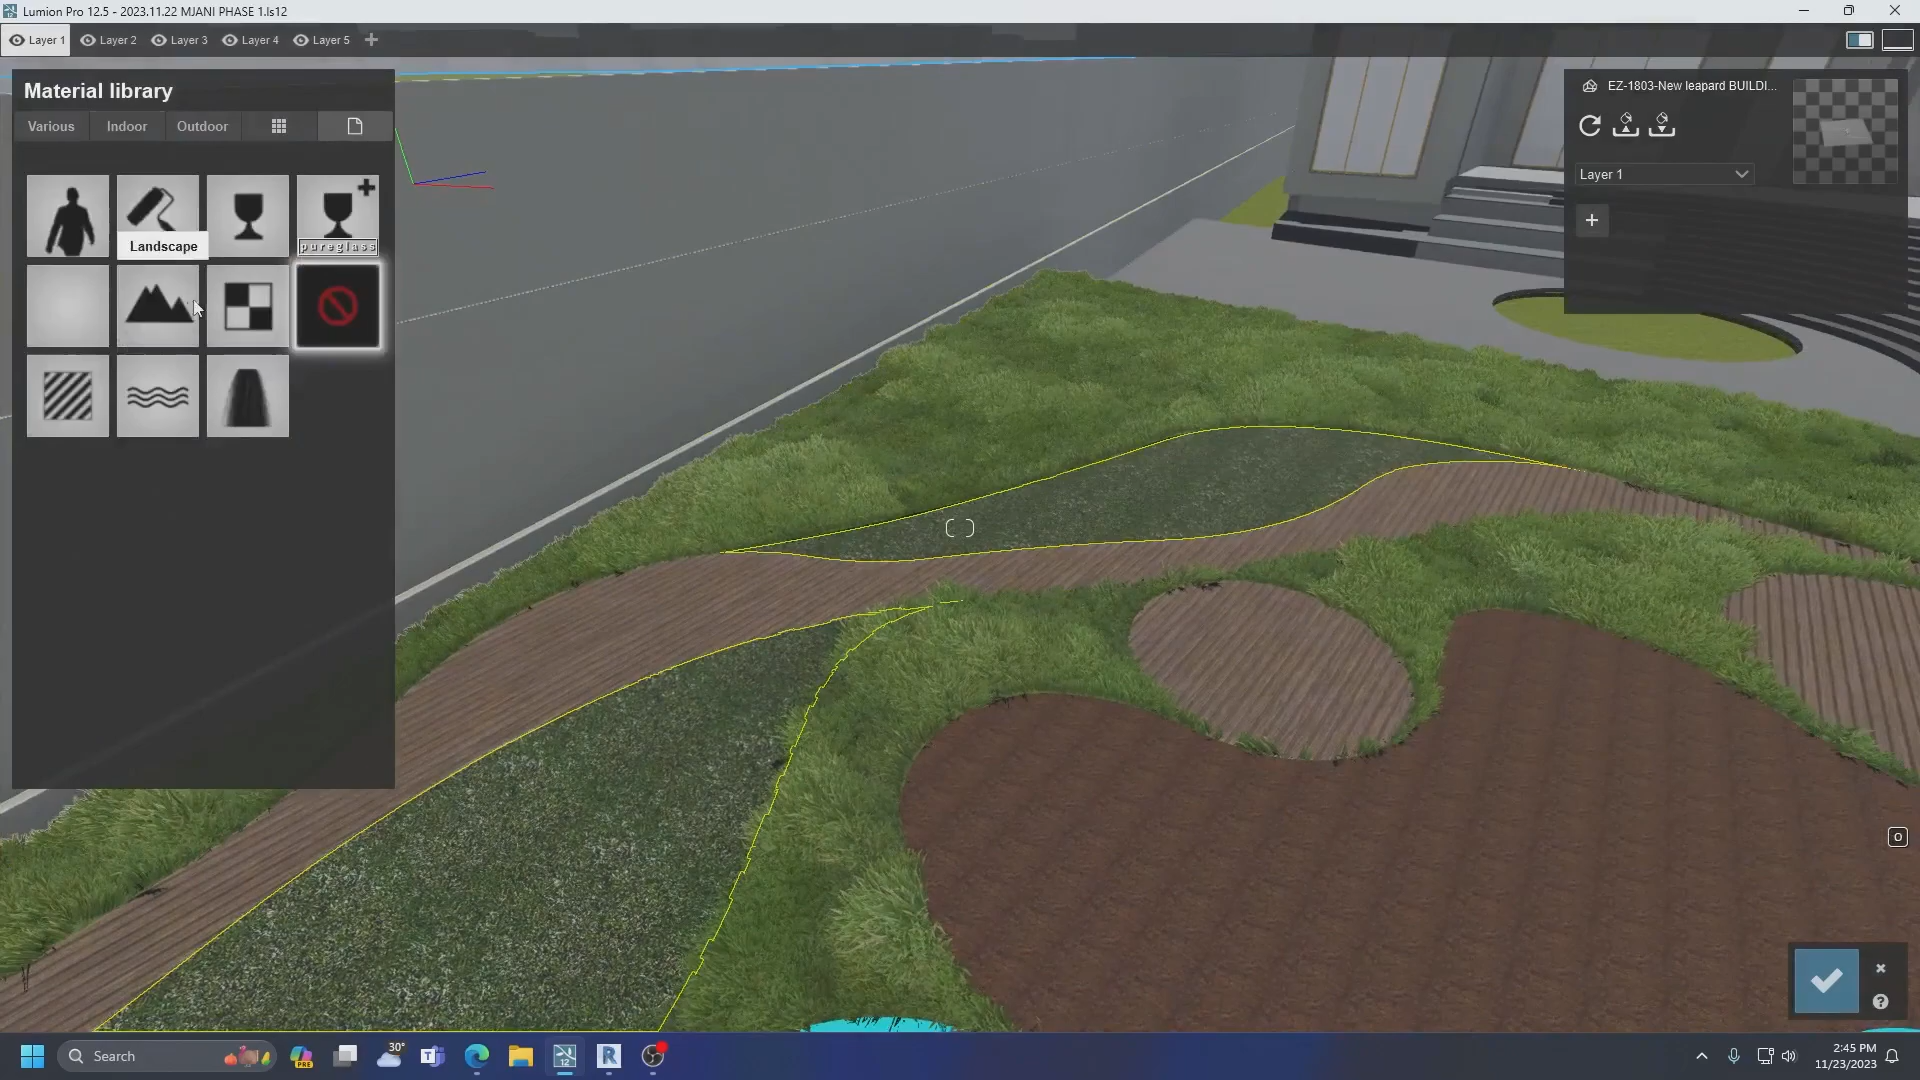 Lumion Pro 12.5 - 2023.11.22 MJANI PHASE 1.ls12
Layer 1
Layer 2
Layer 3
Layer 4
Layer 5
Material library
Various
Indoor
Outdoor
Landscape
pureglass
EZ-1803-New leapard BUILDI...
Layer 1
O
Search
PRE
30°
12
R
2:45 PM
11/23/2023